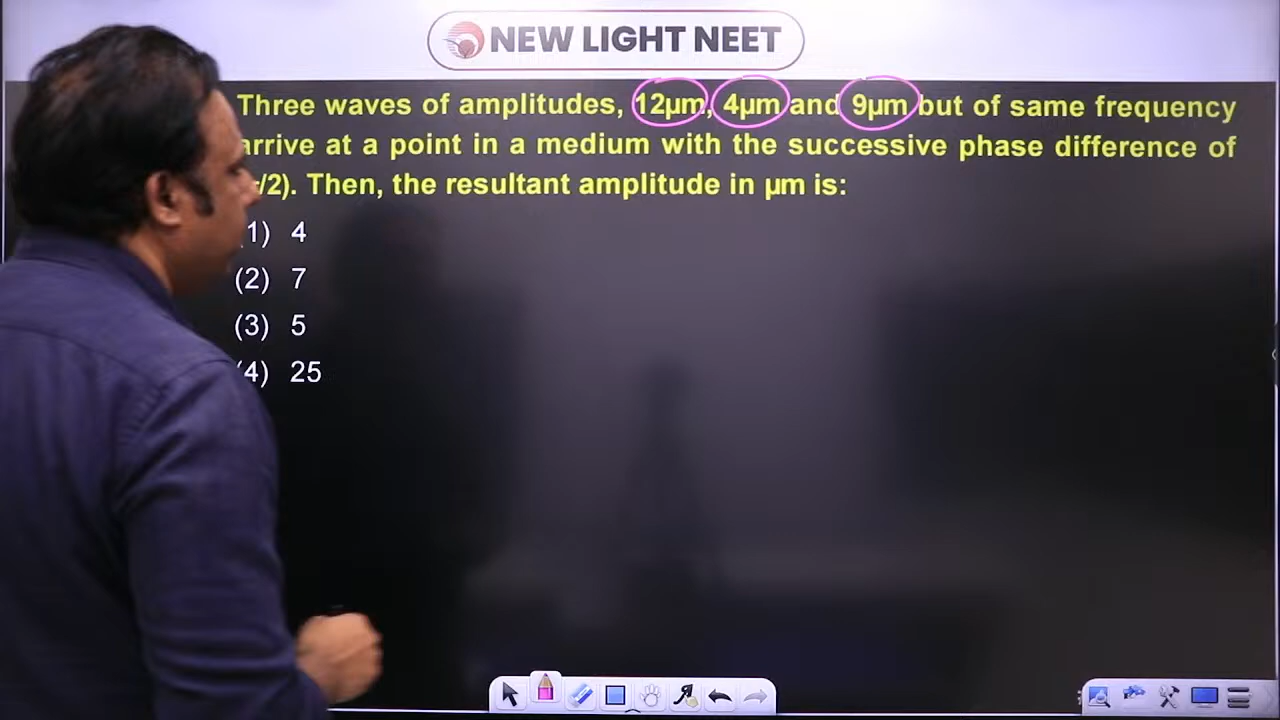 NEW LIGHT NEET
Three waves of amplitudes, 12μm, 4μm and 9μm but of same frequency
arrive at a point in a medium with the successive phase difference of
/2). Then, the resultant amplitude in μm is:
(1) 4
(2) 7
(3) 5
(4) 25